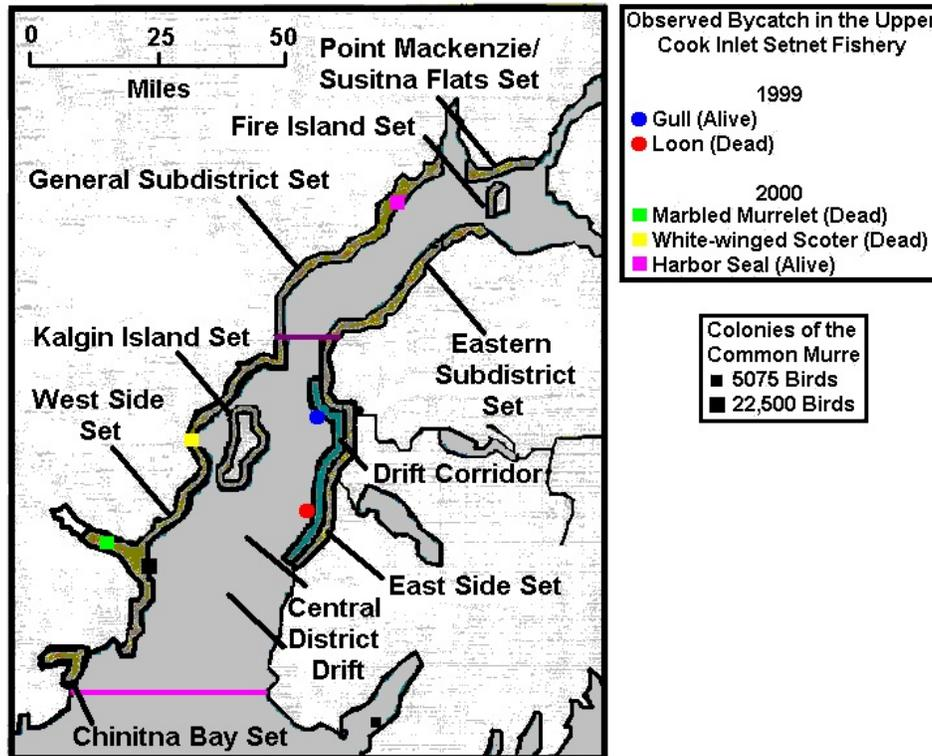 0 25 50
Miles
Point Mackenzie/
Susitna Flats Set
Fire Island Set
General Subdistrict Set
Kalgin Island Set
West Side
Set
Eastern
Subdistrict
Set
Drift Corridor
East Side Set
Central
District
Drift
Chinitna Bay Set
Observed Bycatch in the Upper
Cook Inlet Setnet Fishery
1999
Gull (Alive)
Loon (Dead)
2000
Marbled Murrelet (Dead)
White-winged Scoter (Dead)
Harbor Seal (Alive)
Colonies of the
Common Murre
5075 Birds
22,500 Birds